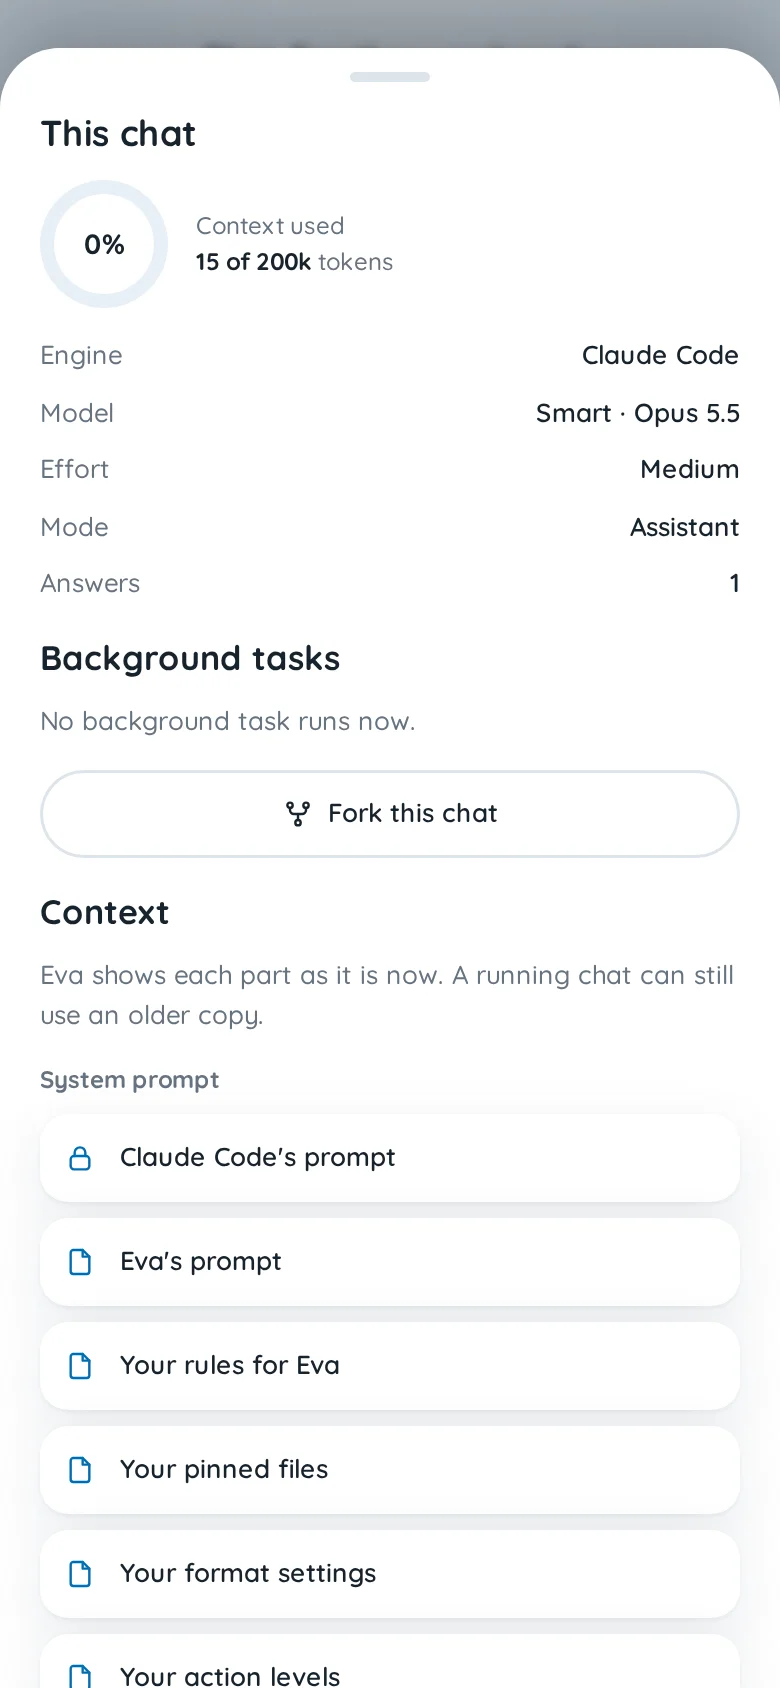 This chat
0%
Context used
15 of 200k tokens
Engine
Claude Code
Model
Smart · Opus 5.5
Effort
Medium
Mode
Assistant
Answers
1
Background tasks
No background task runs now.
Fork this chat
Context
Eva shows each part as it is now. A running chat can still
use an older copy.
System prompt
Claude Code's prompt
Eva's prompt
Your rules for Eva
Your pinned files
Your format settings
Your action levels